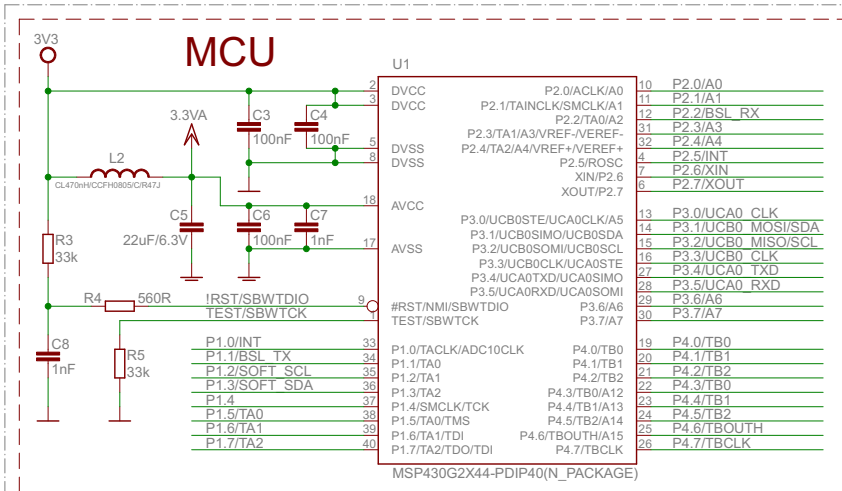 3V3
MCU
U1
3.3VA
L2
CL470nH/CCFH0805/C/R47J
C3
100nF
C4
100nF
C5
22uF/6.3V
C6
100nF
C7
1nF
R3
33k
R4
560R
!RST/SBWTDIO
TEST/SBWTCK
C8
1nF
R5
33k
P1.0/INT
P1.1/BSL_TX
P1.2/SOFT_SCL
P1.3/SOFT_SDA
P1.4
P1.5/TA0
P1.6/TA1
P1.7/TA2
2 DVCC
3 DVCC
5 DVSS
8 DVSS
18 AVCC
17 AVSS
9 #RST/NMI/SBWTDIO
1 TEST/SBWTCK
33 P1.0/TACLK/ADC10CLK
34 P1.1/TA0
35 P1.2/TA1
36 P1.3/TA2
37 P1.4/SMCLK/TCK
38 P1.5/TA0/TMS
39 P1.6/TA1/TDI
40 P1.7/TA2/TDO/TDI
P2.0/ACLK/A0 10 P2.0/A0
P2.1/TAINCLK/SMCLK/A1 11 P2.1/A1
P2.2/TA0/A2 12 P2.2/BSL_RX
P2.3/TA1/A3/VREF-/VEREF- 31 P2.3/A3
P2.4/TA2/A4/VREF+/VEREF+ 32 P2.4/A4
P2.5/ROSC 4 P2.5/INT
XIN/P2.6 7 P2.6/XIN
XOUT/P2.7 6 P2.7/XOUT
P3.0/UCB0STE/UCA0CLK/A5 13 P3.0/UCA0_CLK
P3.1/UCB0SIMO/UCB0SDA 14 P3.1/UCB0_MOSI/SDA
P3.2/UCB0SOMI/UCB0SCL 15 P3.2/UCB0_MISO/SCL
P3.3/UCB0CLK/UCA0STE 16 P3.3/UCB0_CLK
P3.4/UCA0TXD/UCA0SIMO 27 P3.4/UCA0_TXD
P3.5/UCA0RXD/UCA0SOMI 28 P3.5/UCA0_RXD
P3.6/A6 29 P3.6/A6
P3.7/A7 30 P3.7/A7
P4.0/TB0 19 P4.0/TB0
P4.1/TB1 20 P4.1/TB1
P4.2/TB2 21 P4.2/TB2
P4.3/TB0/A12 22 P4.3/TB0
P4.4/TB1/A13 23 P4.4/TB1
P4.5/TB2/A14 24 P4.5/TB2
P4.6/TBOUTH/A15 25 P4.6/TBOUTH
P4.7/TBCLK 26 P4.7/TBCLK
MSP430G2X44-PDIP40(N_PACKAGE)